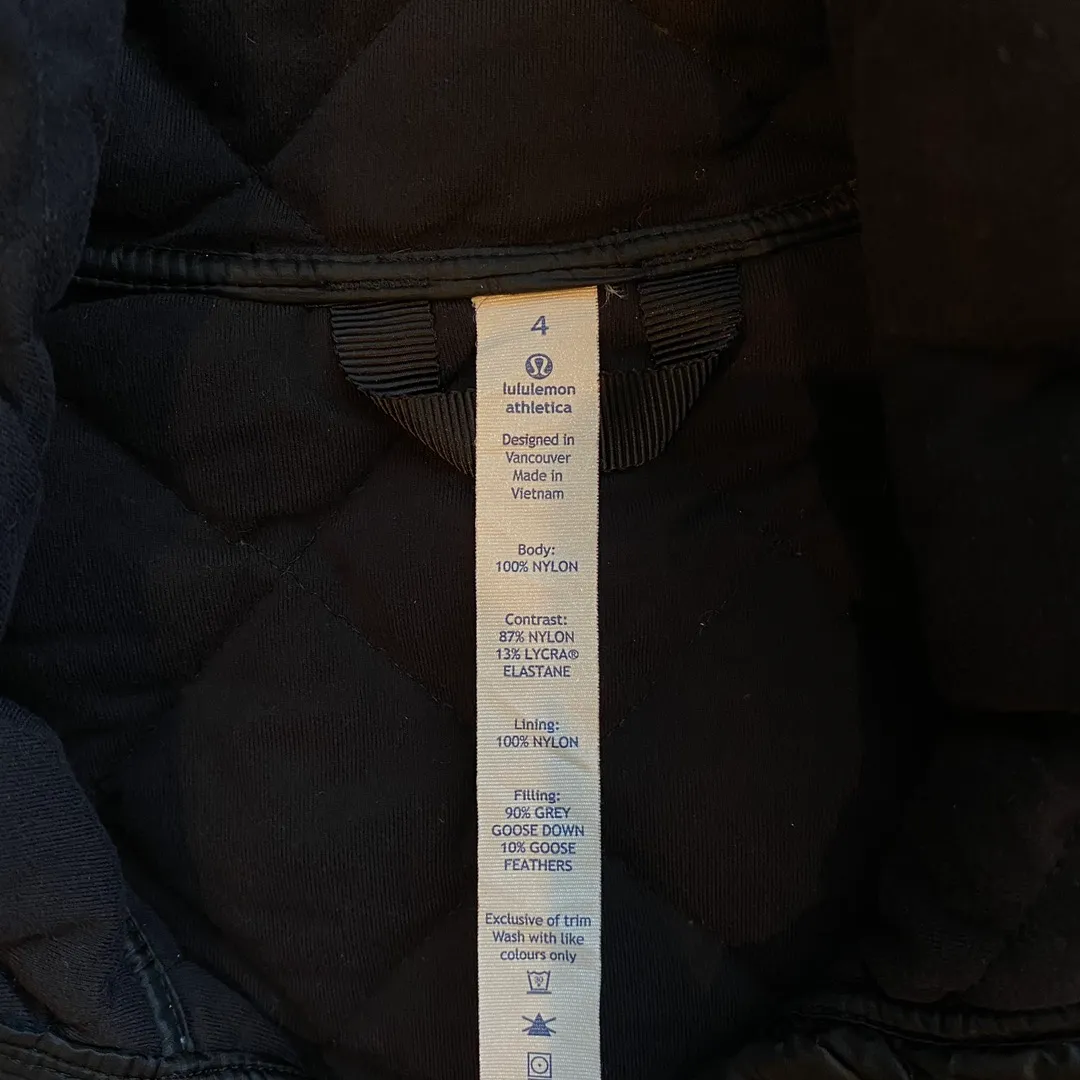 4
lululemon
athletica
Designed in
Vancouver
Made in
Vietnam
Body:
100% NYLON
Contrast:
87% NYLON
13% LYCRA®
ELASTANE
Lining:
100% NYLON
Filling:
90% GREY
GOOSE DOWN
10% GOOSE
FEATHERS
Exclusive of trim
Wash with like
colours only
30